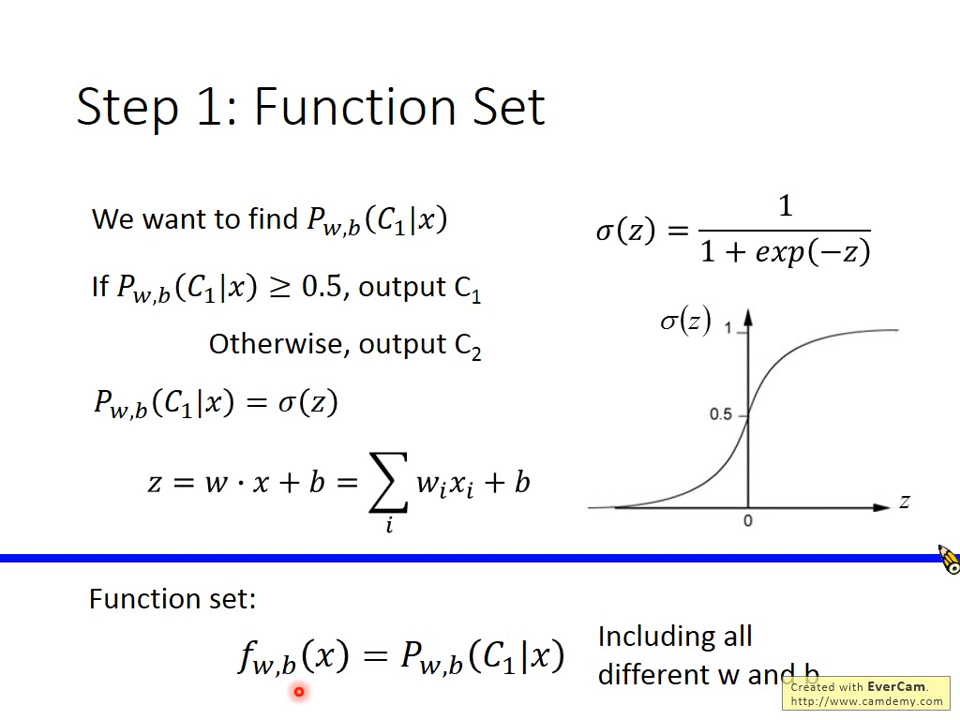 Step 1: Function Set
We want to find P_{w,b}(C_1|x)
If P_{w,b}(C_1|x) ≥ 0.5, output C_1
Otherwise, output C_2
P_{w,b}(C_1|x) = σ(z)
z = w · x + b = ∑_i w_i x_i + b
σ(z) = 1 / (1 + exp(−z))
σ(z) 1
0.5
z
0
Function set:
f_{w,b}(x) = P_{w,b}(C_1|x)
Including all
different w and b
Created with EverCam.
http://www.camdemy.com